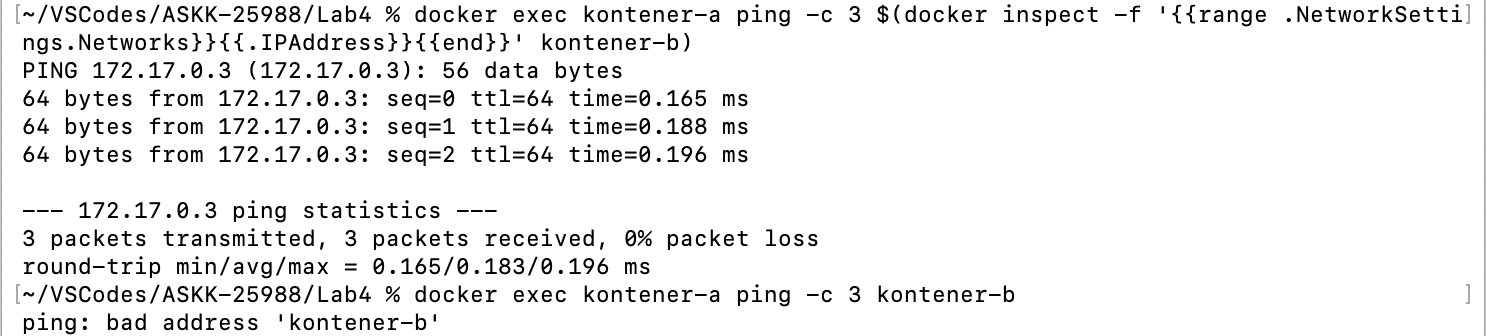 [~/VSCodes/ASKK-25988/Lab4 % docker exec kontener-a ping -c 3 $(docker inspect -f '{{range .NetworkSetti]
ngs.Networks}}{{.IPAddress}}{{end}}' kontener-b)
PING 172.17.0.3 (172.17.0.3): 56 data bytes
64 bytes from 172.17.0.3: seq=0 ttl=64 time=0.165 ms
64 bytes from 172.17.0.3: seq=1 ttl=64 time=0.188 ms
64 bytes from 172.17.0.3: seq=2 ttl=64 time=0.196 ms

--- 172.17.0.3 ping statistics ---
3 packets transmitted, 3 packets received, 0% packet loss
round-trip min/avg/max = 0.165/0.183/0.196 ms
[~/VSCodes/ASKK-25988/Lab4 % docker exec kontener-a ping -c 3 kontener-b ]
ping: bad address 'kontener-b'